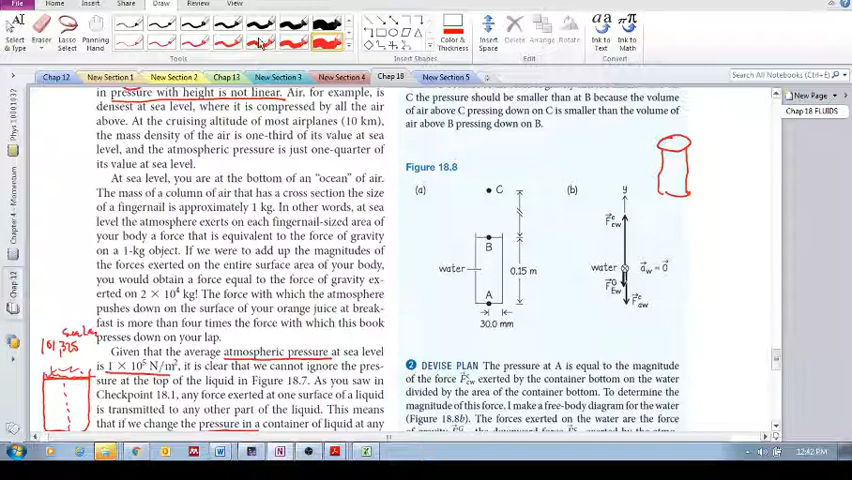 File Home Insert Draw Review View
Select & Type
Eraser
Lasso Select
Panning Hand
Tools
Color & Thickness
Insert Space
Delete
Arrange
Rotate
Ink to Text
Ink to Math
Chap 12 New Section 1 New Section 2 Chap13 New Section 3 New Section 4 Chap 18 New Section 5
Search All Notebooks (Ctrl+E)
New Page
Chap 18 FLUIDS
Phys 1081/1032
Chapter 4 - Momentum
Chap 12
in pressure with height is not linear. Air, for example, is
densest at sea level, where it is compressed by all the air
above. At the cruising altitude of most airplanes (10 km),
the mass density of the air is one-third of its value at sea
level, and the atmospheric pressure is just one-quarter of
its value at sea level.
At sea level, you are at the bottom of an “ocean” of air.
The mass of a column of air that has a cross section the size
of a fingernail is approximately 1 kg. In other words, at sea
level the atmosphere exerts on each fingernail-sized area of
your body a force that is equivalent to the force of gravity
on a 1-kg object. If we were to add up the magnitudes of
the forces exerted on the entire surface area of your body,
you would obtain a force equal to the force of gravity ex-
erted on 2 × 10⁴ kg! The force with which the atmosphere
pushes down on the surface of your orange juice at break-
fast is more than four times the force with which this book
presses down on your lap.
Given that the average atmospheric pressure at sea level
is 1 × 10⁵ N/m², it is clear that we cannot ignore the pres-
sure at the top of the liquid in Figure 18.7. As you saw in
Checkpoint 18.1, any force exerted at one surface of a liquid
is transmitted to any other part of the liquid. This means
that if we change the pressure in a container of liquid at any
101,325
C the pressure should be smaller than at B because the volume
of air above C pressing down on C is smaller than the volume of
air above B pressing down on B.
Figure 18.8
(a)
C
B
water
0.15 m
A
30.0 mm
(b)
y
F^c_cw
water
a_w = 0
F^G_Ew
F^c_aw
2 DEVISE PLAN The pressure at A is equal to the magnitude
of the force F^c_cw exerted by the container bottom on the water
divided by the area of the container bottom. To determine the
magnitude of this force, I make a free-body diagram for the water
(Figure 18.8b). The forces exerted on the water are the force
12:42 PM